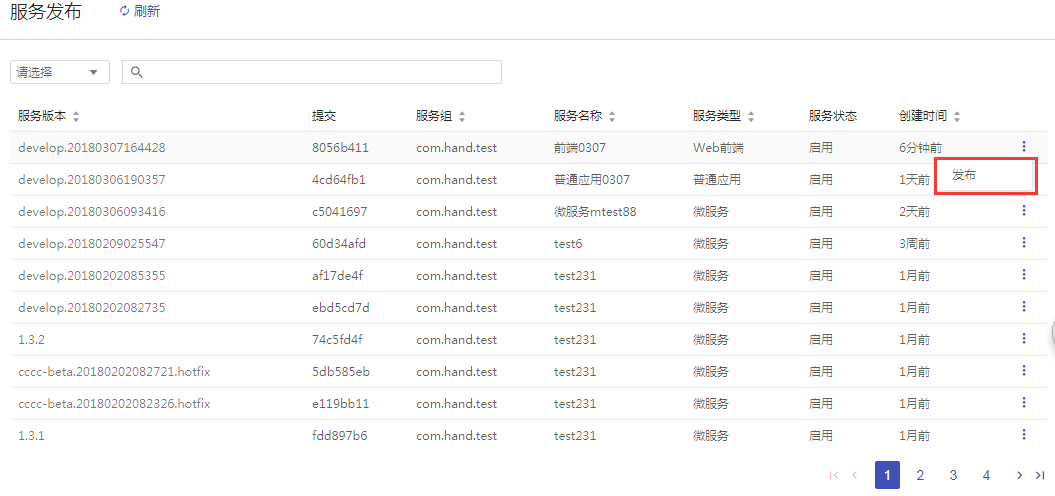 服务发布 刷新
请选择
服务版本 提交 服务组 服务名称 服务类型 服务状态 创建时间
develop.20180307164428 8056b411 com.hand.test 前端0307 Web前端 启用 6分钟前
发布
develop.20180306190357 4cd64fb1 com.hand.test 普通应用0307 普通应用 启用 1天前
develop.20180306093416 c5041697 com.hand.test 微服务mtest88 微服务 启用 2天前
develop.20180209025547 60d34afd com.hand.test test6 微服务 启用 3周前
develop.20180202085355 af17de4f com.hand.test test231 微服务 启用 1月前
develop.20180202082735 ebd5cd7d com.hand.test test231 微服务 启用 1月前
1.3.2 74c5fd4f com.hand.test test231 微服务 启用 1月前
cccc-beta.20180202082721.hotfix 5db585eb com.hand.test test231 微服务 启用 1月前
cccc-beta.20180202082326.hotfix e119bb11 com.hand.test test231 微服务 启用 1月前
1.3.1 fdd897b6 com.hand.test test231 微服务 启用 1月前
1 2 3 4